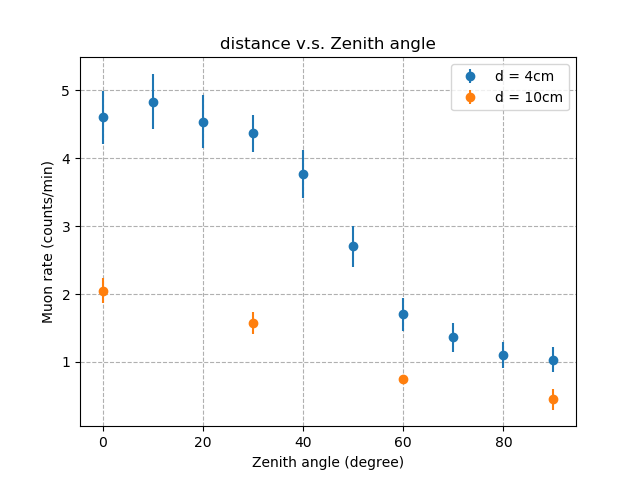 distance v.s. Zenith angle
d = 4cm
d = 10cm
Muon rate (counts/min)
5
4
3
2
1
0 20 40 60 80
Zenith angle (degree)